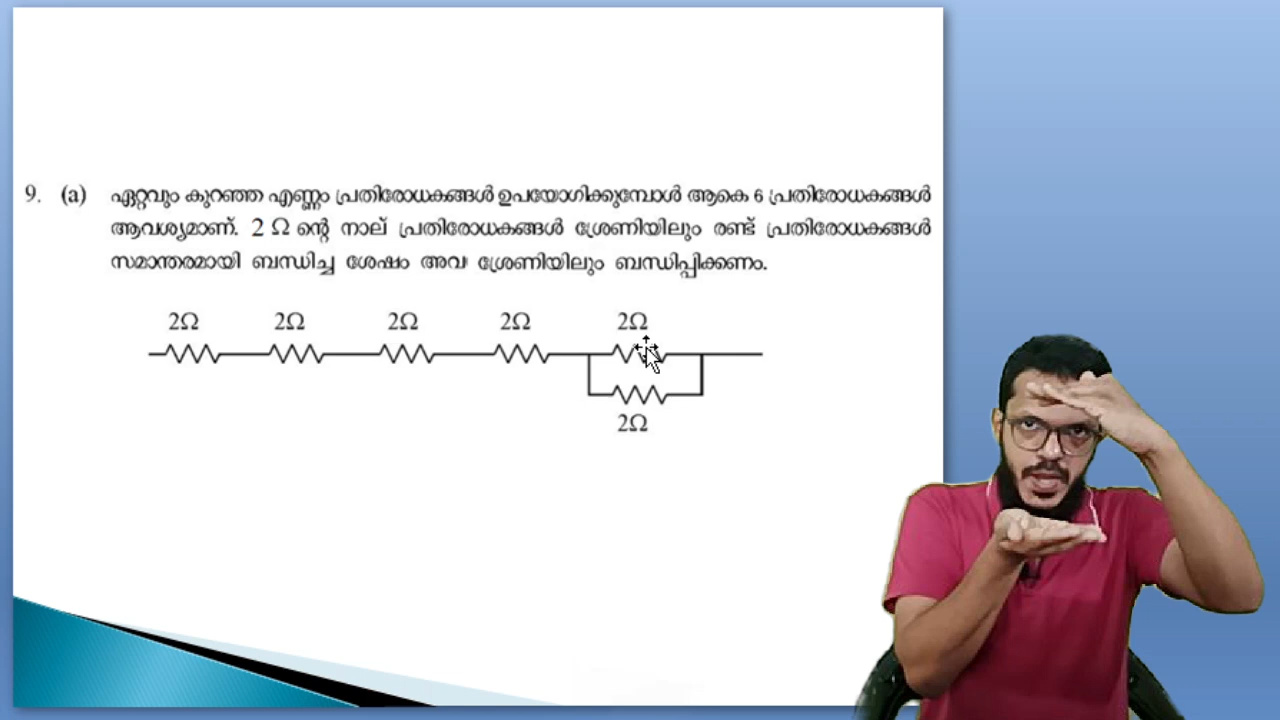 9. (a) ഏറ്റവും കുറഞ്ഞ എണ്ണം പ്രതിരോധകങ്ങൾ ഉപയോഗിക്കുമ്പോൾ ആകെ 6 പ്രതിരോധകങ്ങൾ
ആവശ്യമാണ്. 2 Ω ന്റെ നാല് പ്രതിരോധകങ്ങൾ ശ്രേണിയിലും രണ്ട് പ്രതിരോധകങ്ങൾ
സമാന്തരമായി ബന്ധിച്ച ശേഷം അവ ശ്രേണിയിലും ബന്ധിപ്പിക്കണം.
2Ω 2Ω 2Ω 2Ω 2Ω
2Ω